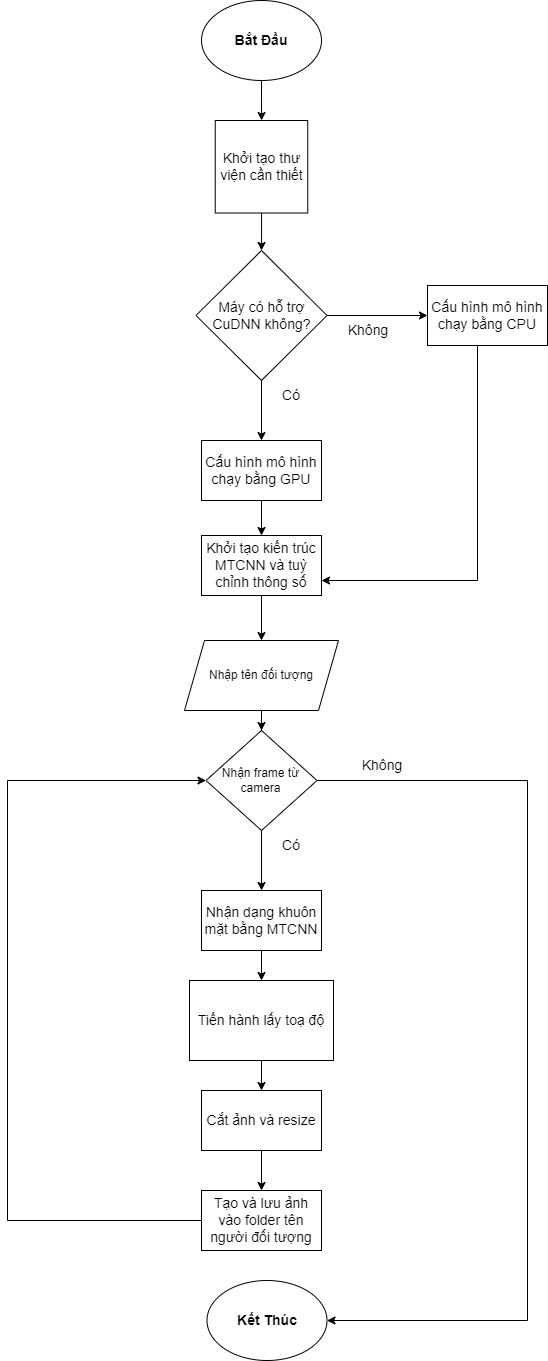 Bắt Đầu
Khởi tạo thư
viện cần thiết
Máy có hỗ trợ
CuDNN không?
Không
Cấu hình mô hình
chạy bằng CPU
Có
Cấu hình mô hình
chạy bằng GPU
Khởi tạo kiến trúc
MTCNN và tuỳ
chỉnh thông số
Nhập tên đối tượng
Nhận frame từ
camera
Không
Có
Nhận dạng khuôn
mặt bằng MTCNN
Tiến hành lấy toạ độ
Cắt ảnh và resize
Tạo và lưu ảnh
vào folder tên
người đối tượng
Kết Thúc